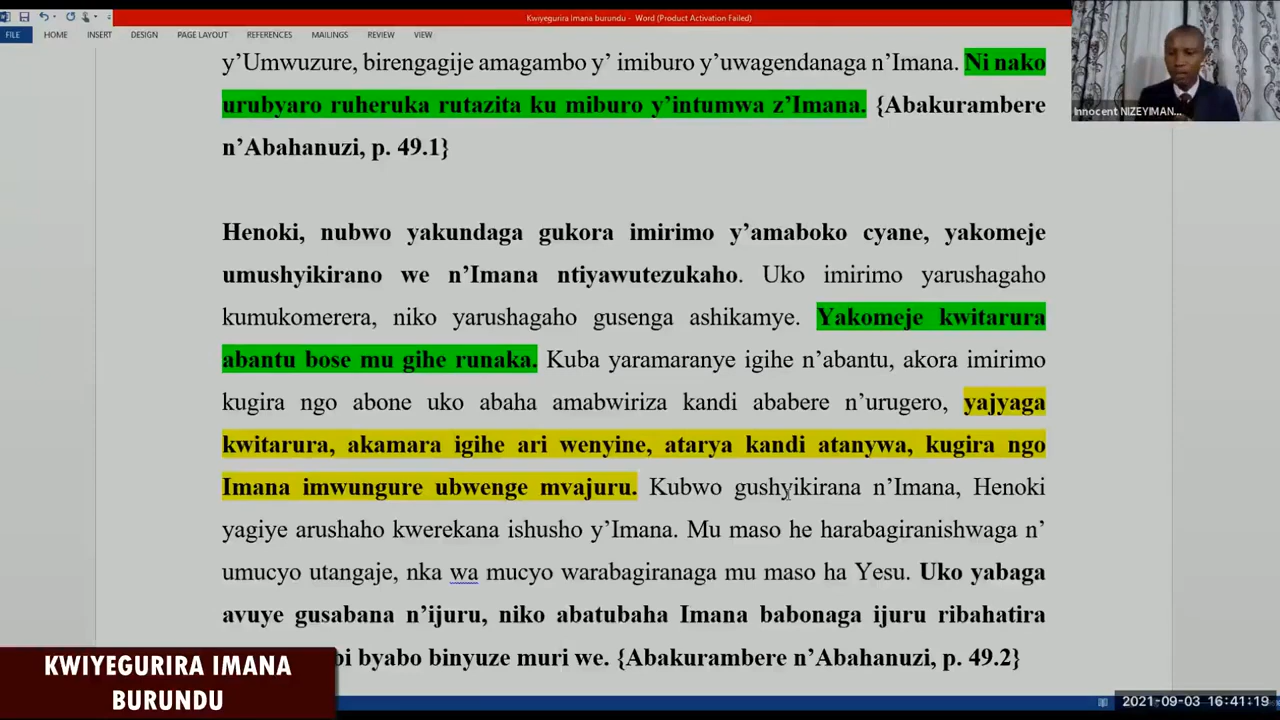 Kwiyegurira Imana burundu - Word (Product Activation Failed)
FILE HOME INSERT DESIGN PAGE LAYOUT REFERENCES MAILINGS REVIEW VIEW
y’Umwuzure, birengagije amagambo y’ imiburo y’uwagendanaga n’Imana. Ni nako
urubyaro ruheruka rutazita ku miburo y’intumwa z’Imana. {Abakurambere
n’Abahanuzi, p. 49.1}
Henoki, nubwo yakundaga gukora imirimo y’amaboko cyane, yakomeje
umushyikirano we n’Imana ntiyawutezukaho. Uko imirimo yarushagaho
kumukomerera, niko yarushagaho gusenga ashikamye. Yakomeje kwitarura
abantu bose mu gihe runaka. Kuba yaramaranye igihe n’abantu, akora imirimo
kugira ngo abone uko abaha amabwiriza kandi ababere n’urugero, yajyaga
kwitarura, akamara igihe ari wenyine, atarya kandi atanywa, kugira ngo
Imana imwungure ubwenge mvajuru. Kubwo gushyikirana n’Imana, Henoki
yagiye arushaho kwerekana ishusho y’Imana. Mu maso he harabagiranishwaga n’
umucyo utangaje, nka wa mucyo warabagiranaga mu maso ha Yesu. Uko yabaga
avuye gusabana n’ijuru, niko abatubaha Imana babonaga ijuru ribahatira
byabo binyuze muri we. {Abakurambere n’Abahanuzi, p. 49.2}
Innocent NIZEYIMAN...
KWIYEGURIRA IMANA
BURUNDU
2021-09-03 16:41:19